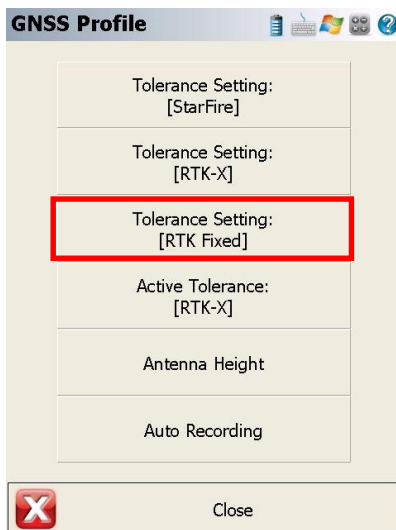 GNSS Profile
Tolerance Setting:
[StarFire]
Tolerance Setting:
[RTK-X]
Tolerance Setting:
[RTK Fixed]
Active Tolerance:
[RTK-X]
Antenna Height
Auto Recording
Close